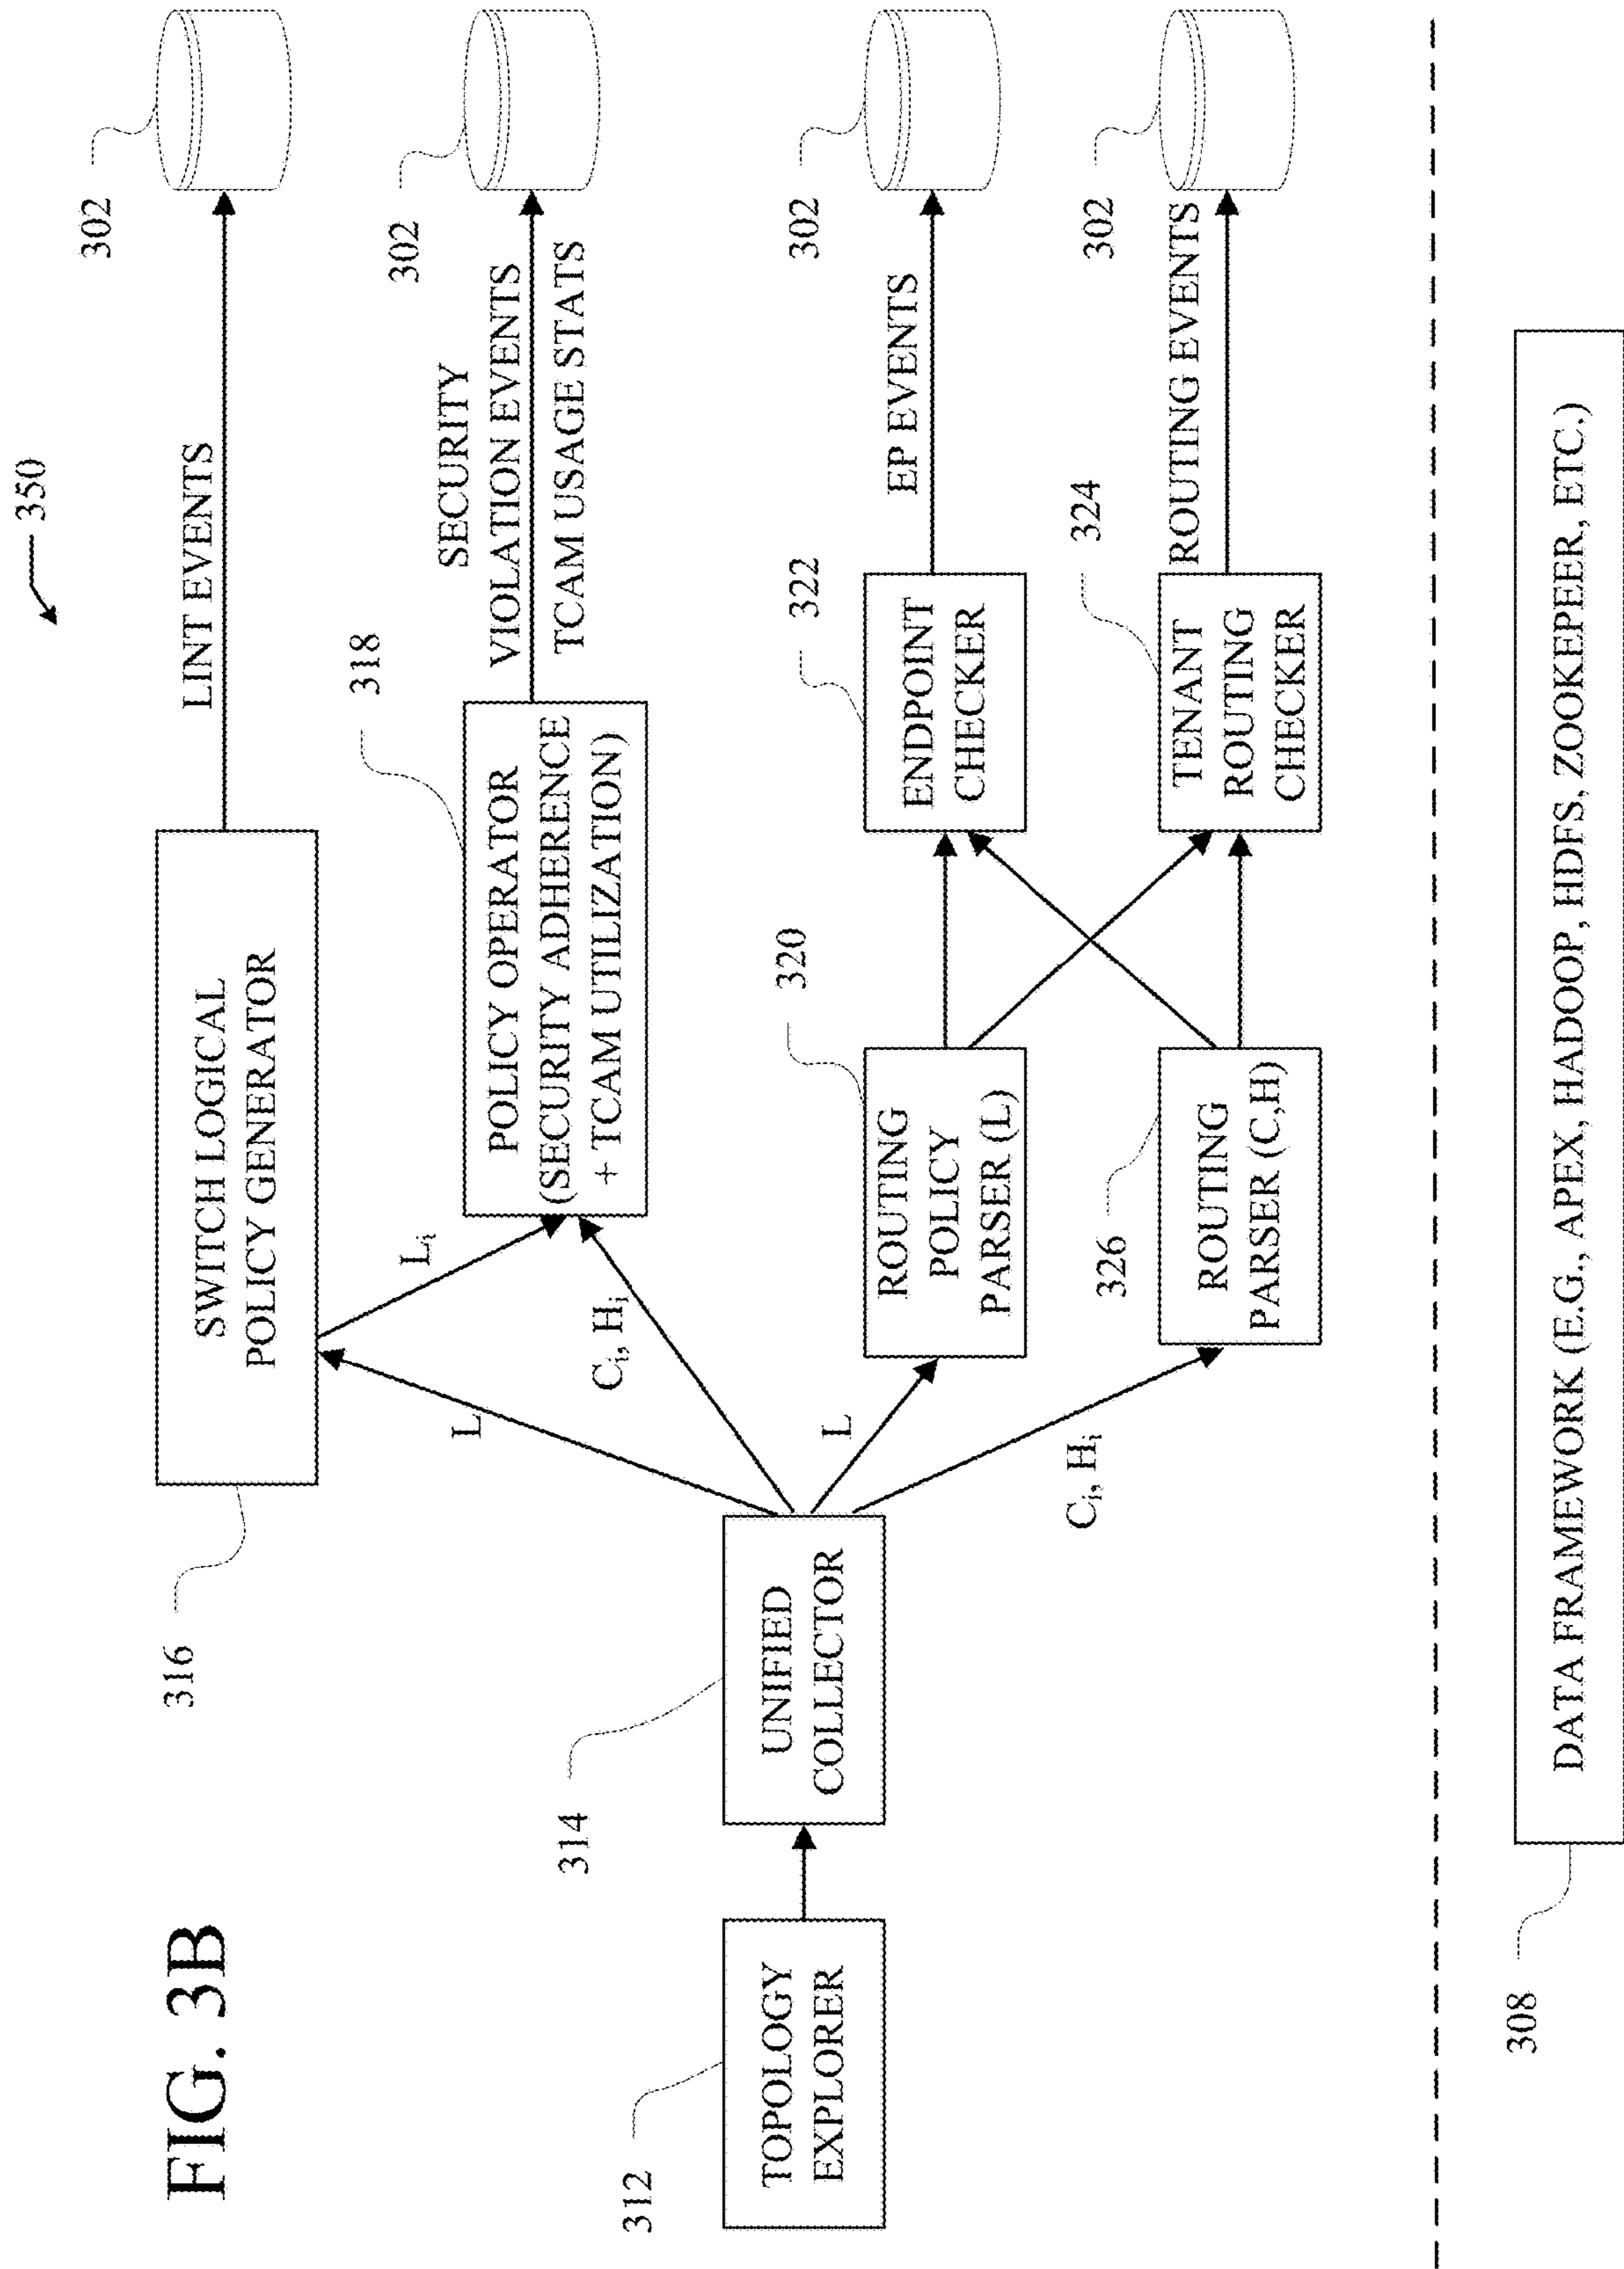 FIG. 3B
350
302
LINT EVENTS
SWITCH LOGICAL
POLICY GENERATOR
316
302
SECURITY
VIOLATION EVENTS
TCAM USAGE STATS
318
POLICY OPERATOR
(SECURITY ADHERENCE
+ TCAM UTILIZATION)
Li
L
Ci, Hi
314
UNIFIED
COLLECTOR
312
TOPOLOGY
EXPLORER
L
Ci, Hi
320
ROUTING
POLICY
PARSER (L)
326
ROUTING
PARSER (C,H)
322
ENDPOINT
CHECKER
EP EVENTS
302
324
TENANT
ROUTING
CHECKER
ROUTING EVENTS
302
308
DATA FRAMEWORK (E.G., APEX, HADOOP, HDFS, ZOOKEPEER, ETC.)